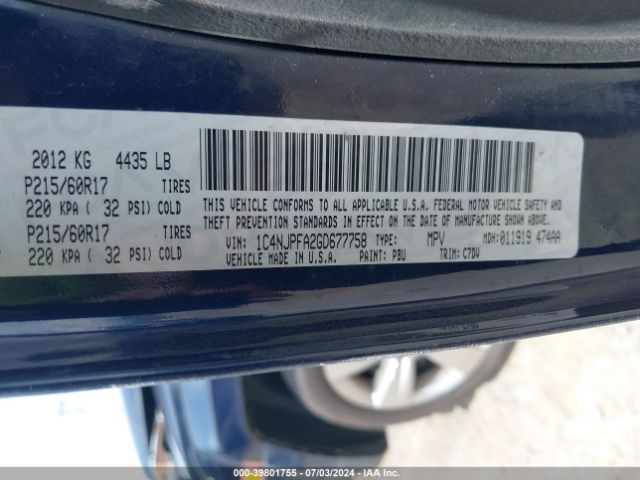 2012 KG 4435 LB
P215/60R17 TIRES
220 KPA ( 32 PSI) COLD
P215/60R17 TIRES
220 KPA ( 32 PSI) COLD
THIS VEHICLE CONFORMS TO ALL APPLICABLE U.S.A. FEDERAL MOTOR VEHICLE SAFETY AND
THEFT PREVENTION STANDARDS IN EFFECT ON THE DATE OF MANUFACTURE SHOWN ABOVE.
VIN: 1C4NJPFA2GD677758 TYPE: MPV MDH:011919 474AA
VEHICLE MADE IN U.S.A. PAINT: PBU TRIM: C7DV
000-39801755 - 07/03/2024 - IAA Inc.